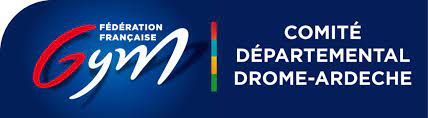 FÉDÉRATION
FRANÇAISE
Gym
COMITÉ
DÉPARTEMENTAL
DROME-ARDECHE